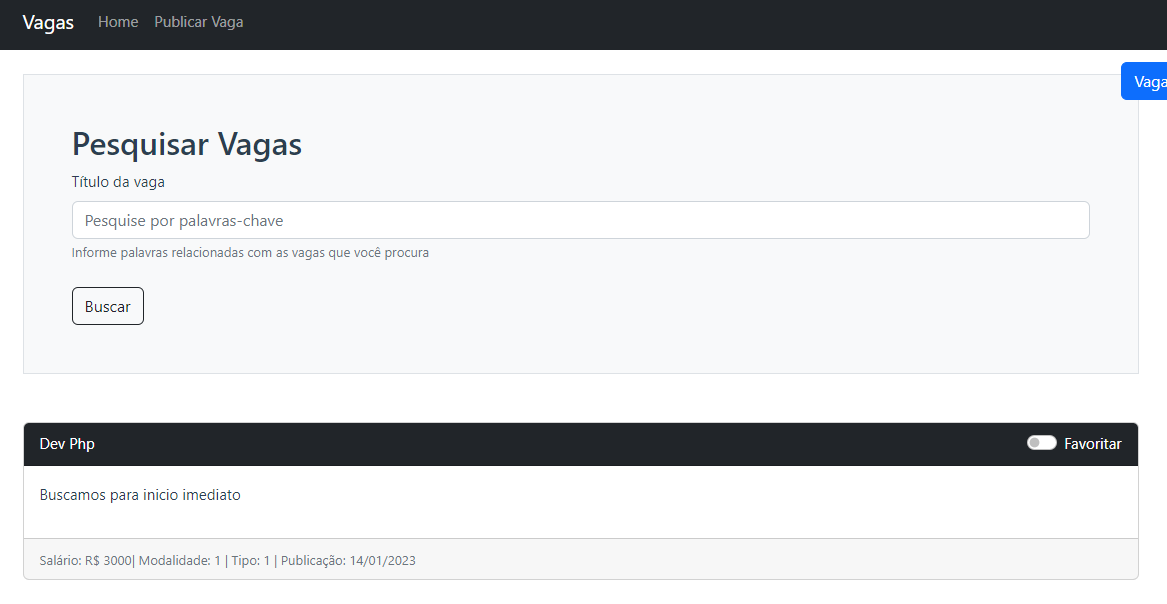 Vagas Home Publicar Vaga
Vaga
Pesquisar Vagas
Título da vaga
Pesquise por palavras-chave
Informe palavras relacionadas com as vagas que você procura
Buscar
Dev Php Favoritar
Buscamos para inicio imediato
Salário: R$ 3000| Modalidade: 1 | Tipo: 1 | Publicação: 14/01/2023